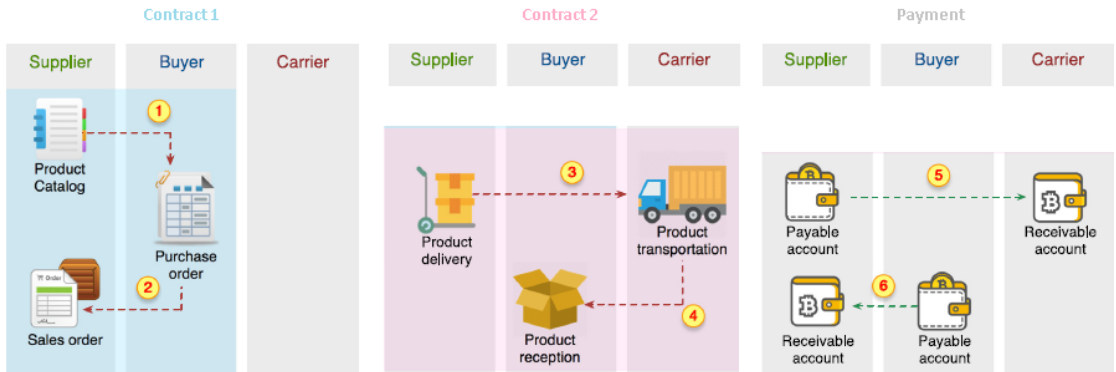 Contract 1
Contract 2
Payment
Supplier
Buyer
Carrier
Supplier
Buyer
Carrier
Supplier
Buyer
Carrier
1
Product
Catalog
Purchase
order
2
Order
Sales order
3
Product
delivery
Product
transportation
4
Product
reception
5
Payable
account
Receivable
account
6
Receivable
account
Payable
account